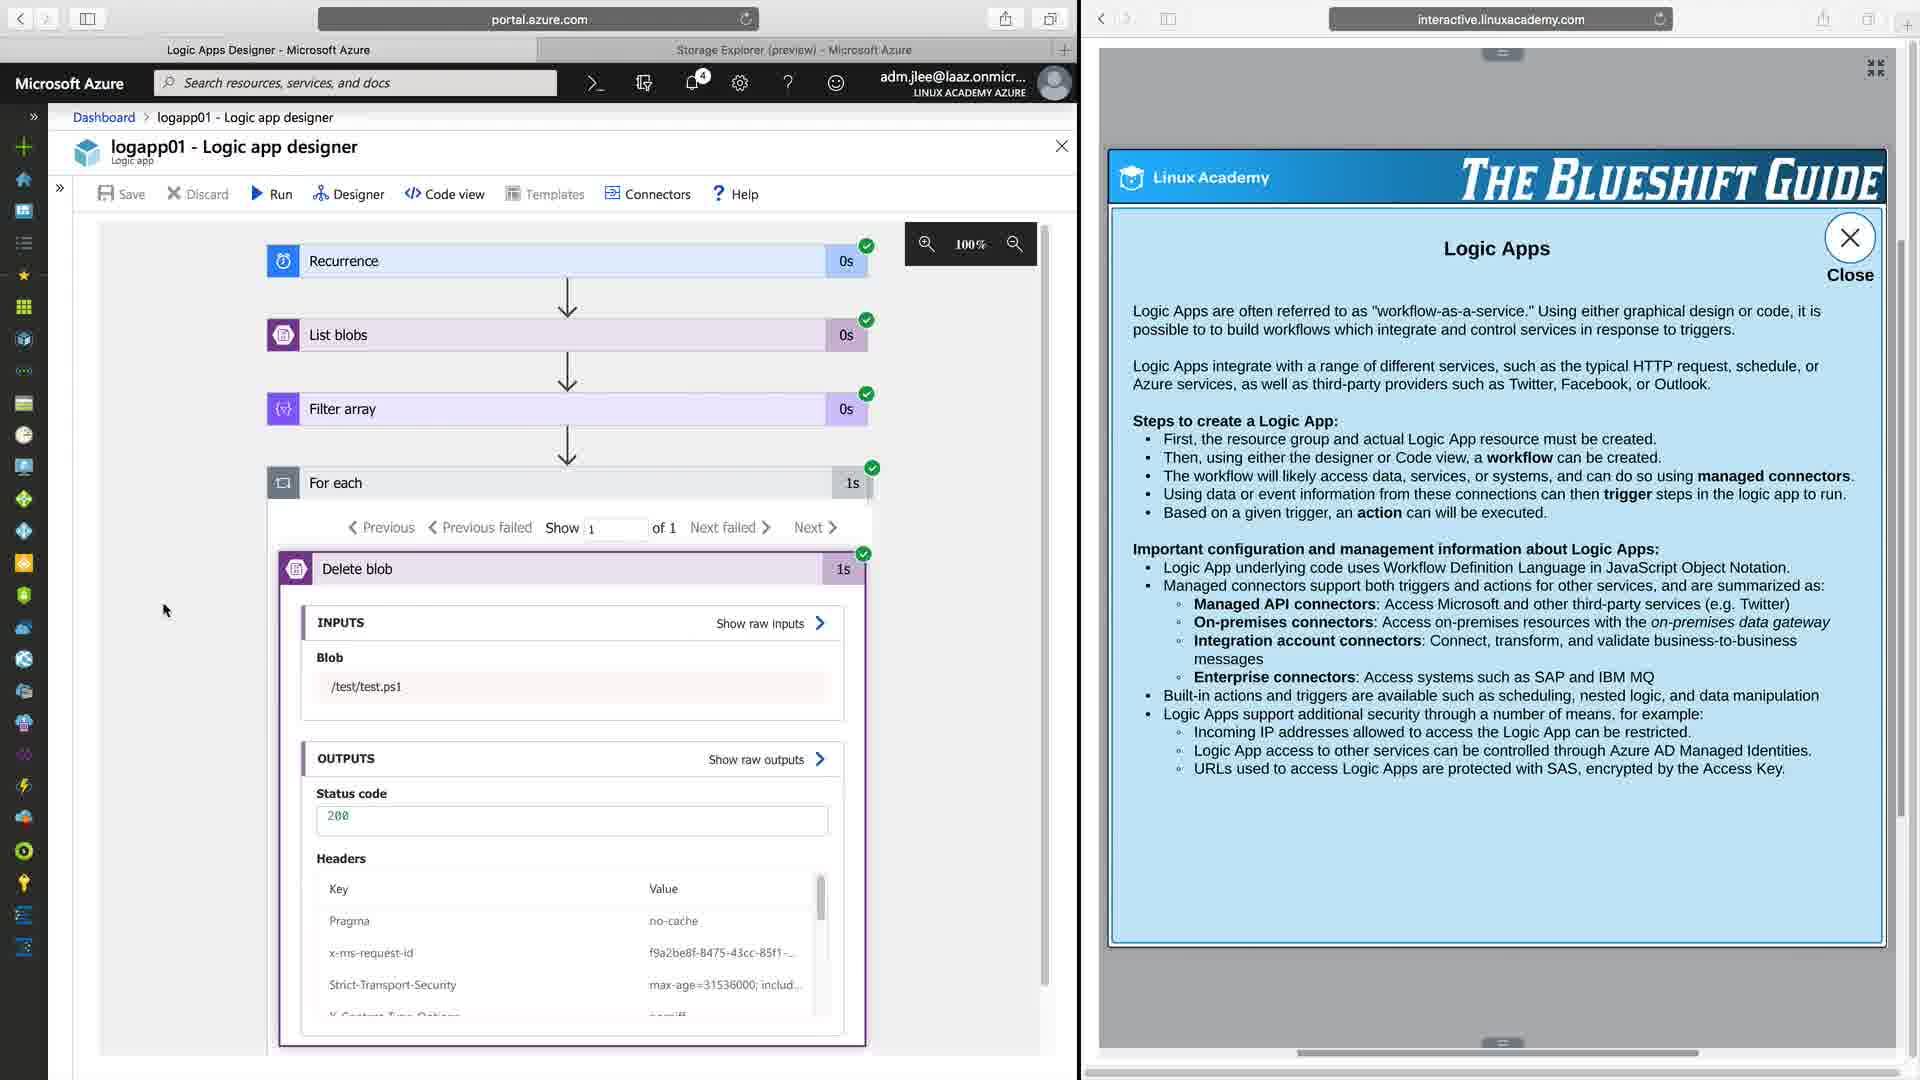 portal.azure.com
Logic Apps Designer - Microsoft Azure
Storage Explorer (preview) - Microsoft Azure
Microsoft Azure
Search resources, services, and docs
4
adm.jlee@laaz.onmicr...
LINUX ACADEMY AZURE
Dashboard > logapp01 - Logic app designer
logapp01 - Logic app designer
Logic app
Save
Discard
Run
Designer
Code view
Templates
Connectors
Help
100%
Recurrence
0s
List blobs
0s
Filter array
0s
For each
1s
Previous
Previous failed
Show
1
of 1
Next failed
Next
Delete blob
1s
INPUTS
Show raw inputs
Blob
/test/test.ps1
OUTPUTS
Show raw outputs
Status code
200
Headers
Key Value
Pragma no-cache
x-ms-request-id f9a2be8f-8475-43cc-85f1-...
Strict-Transport-Security max-age=31536000; includ...
interactive.linuxacademy.com
Linux Academy
THE BLUESHIFT GUIDE
Logic Apps
Close
Logic Apps are often referred to as "workflow-as-a-service." Using either graphical design or code, it is
possible to to build workflows which integrate and control services in response to triggers.
Logic Apps integrate with a range of different services, such as the typical HTTP request, schedule, or
Azure services, as well as third-party providers such as Twitter, Facebook, or Outlook.
Steps to create a Logic App:
• First, the resource group and actual Logic App resource must be created.
• Then, using either the designer or Code view, a workflow can be created.
• The workflow will likely access data, services, or systems, and can do so using managed connectors.
• Using data or event information from these connections can then trigger steps in the logic app to run.
• Based on a given trigger, an action can will be executed.
Important configuration and management information about Logic Apps:
• Logic App underlying code uses Workflow Definition Language in JavaScript Object Notation.
• Managed connectors support both triggers and actions for other services, and are summarized as:
◦ Managed API connectors: Access Microsoft and other third-party services (e.g. Twitter)
◦ On-premises connectors: Access on-premises resources with the on-premises data gateway
◦ Integration account connectors: Connect, transform, and validate business-to-business
messages
◦ Enterprise connectors: Access systems such as SAP and IBM MQ
• Built-in actions and triggers are available such as scheduling, nested logic, and data manipulation
• Logic Apps support additional security through a number of means, for example:
◦ Incoming IP addresses allowed to access the Logic App can be restricted.
◦ Logic App access to other services can be controlled through Azure AD Managed Identities.
◦ URLs used to access Logic Apps are protected with SAS, encrypted by the Access Key.